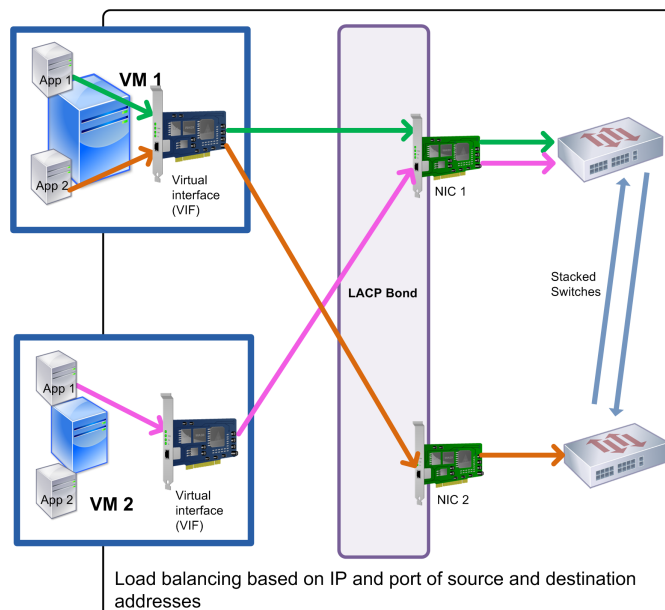 App 1
VM 1
App 2
Virtual
interface
(VIF)
NIC 1
LACP Bond
Stacked
Switches
App 1
App 2
VM 2
Virtual
interface
(VIF)
NIC 2
Load balancing based on IP and port of source and destination
addresses